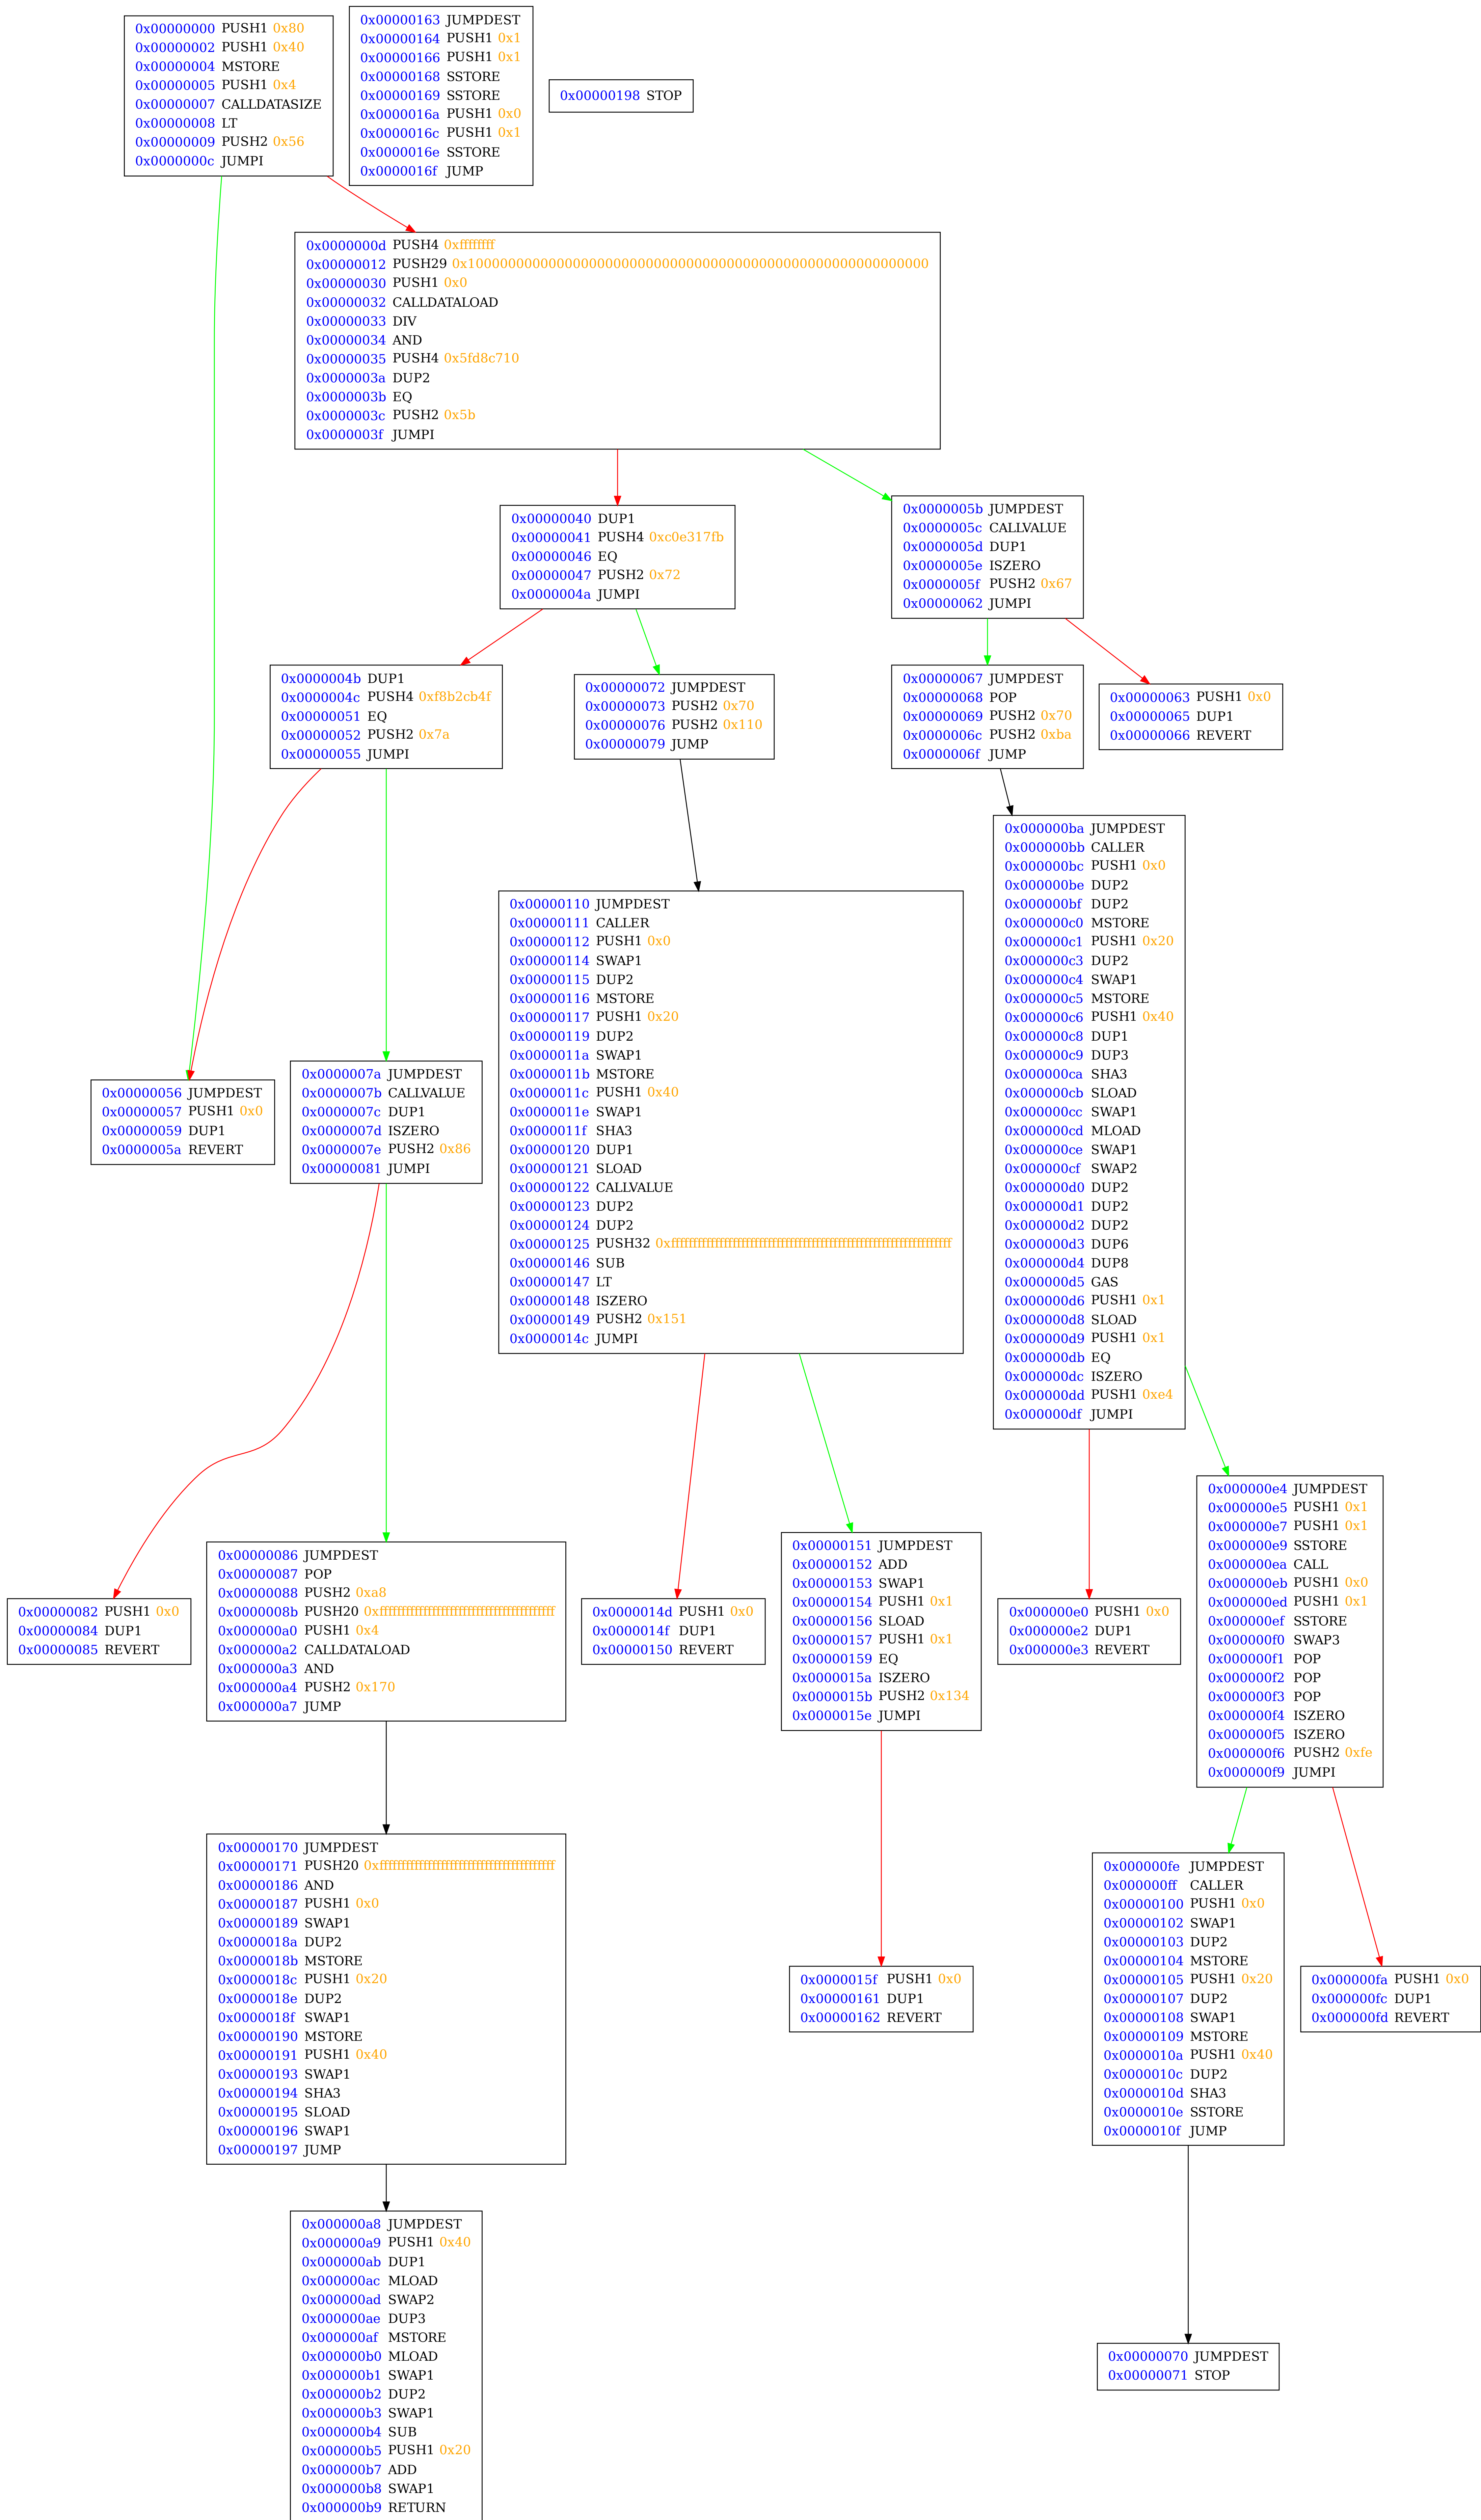 0x00000000 PUSH1 0x80
0x00000002 PUSH1 0x40
0x00000004 MSTORE
0x00000005 PUSH1 0x4
0x00000007 CALLDATASIZE
0x00000008 LT
0x00000009 PUSH2 0x56
0x0000000c JUMPI
0x00000163 JUMPDEST
0x00000164 PUSH1 0x1
0x00000166 PUSH1 0x1
0x00000168 SSTORE
0x00000169 SSTORE
0x0000016a PUSH1 0x0
0x0000016c PUSH1 0x1
0x0000016e SSTORE
0x0000016f JUMP
0x00000198 STOP
0x0000000d PUSH4 0xffffffff
0x00000012 PUSH29 0x100000000000000000000000000000000000000000000000000000000
0x00000030 PUSH1 0x0
0x00000032 CALLDATALOAD
0x00000033 DIV
0x00000034 AND
0x00000035 PUSH4 0x5fd8c710
0x0000003a DUP2
0x0000003b EQ
0x0000003c PUSH2 0x5b
0x0000003f JUMPI
0x00000040 DUP1
0x00000041 PUSH4 0xc0e317fb
0x00000046 EQ
0x00000047 PUSH2 0x72
0x0000004a JUMPI
0x0000005b JUMPDEST
0x0000005c CALLVALUE
0x0000005d DUP1
0x0000005e ISZERO
0x0000005f PUSH2 0x67
0x00000062 JUMPI
0x0000004b DUP1
0x0000004c PUSH4 0xf8b2cb4f
0x00000051 EQ
0x00000052 PUSH2 0x7a
0x00000055 JUMPI
0x00000072 JUMPDEST
0x00000073 PUSH2 0x70
0x00000076 PUSH2 0x110
0x00000079 JUMP
0x00000067 JUMPDEST
0x00000068 POP
0x00000069 PUSH2 0x70
0x0000006c PUSH2 0xba
0x0000006f JUMP
0x00000063 PUSH1 0x0
0x00000065 DUP1
0x00000066 REVERT
0x000000ba JUMPDEST
0x000000bb CALLER
0x000000bc PUSH1 0x0
0x000000be DUP2
0x000000bf DUP2
0x000000c0 MSTORE
0x000000c1 PUSH1 0x20
0x000000c3 DUP2
0x000000c4 SWAP1
0x000000c5 MSTORE
0x000000c6 PUSH1 0x40
0x000000c8 DUP1
0x000000c9 DUP3
0x000000ca SHA3
0x000000cb SLOAD
0x000000cc SWAP1
0x000000cd MLOAD
0x000000ce SWAP1
0x000000cf SWAP2
0x000000d0 DUP2
0x000000d1 DUP2
0x000000d2 DUP2
0x000000d3 DUP6
0x000000d4 DUP8
0x000000d5 GAS
0x000000d6 PUSH1 0x1
0x000000d8 SLOAD
0x000000d9 PUSH1 0x1
0x000000db EQ
0x000000dc ISZERO
0x000000dd PUSH1 0xe4
0x000000df JUMPI
0x00000110 JUMPDEST
0x00000111 CALLER
0x00000112 PUSH1 0x0
0x00000114 SWAP1
0x00000115 DUP2
0x00000116 MSTORE
0x00000117 PUSH1 0x20
0x00000119 DUP2
0x0000011a SWAP1
0x0000011b MSTORE
0x0000011c PUSH1 0x40
0x0000011e SWAP1
0x0000011f SHA3
0x00000120 DUP1
0x00000121 SLOAD
0x00000122 CALLVALUE
0x00000123 DUP2
0x00000124 DUP2
0x00000125 PUSH32 0xffffffffffffffffffffffffffffffffffffffffffffffffffffffffffffffff
0x00000146 SUB
0x00000147 LT
0x00000148 ISZERO
0x00000149 PUSH2 0x151
0x0000014c JUMPI
0x00000056 JUMPDEST
0x00000057 PUSH1 0x0
0x00000059 DUP1
0x0000005a REVERT
0x0000007a JUMPDEST
0x0000007b CALLVALUE
0x0000007c DUP1
0x0000007d ISZERO
0x0000007e PUSH2 0x86
0x00000081 JUMPI
0x000000e4 JUMPDEST
0x000000e5 PUSH1 0x1
0x000000e7 PUSH1 0x1
0x000000e9 SSTORE
0x000000ea CALL
0x000000eb PUSH1 0x0
0x000000ed PUSH1 0x1
0x000000ef SSTORE
0x000000f0 SWAP3
0x000000f1 POP
0x000000f2 POP
0x000000f3 POP
0x000000f4 ISZERO
0x000000f5 ISZERO
0x000000f6 PUSH2 0xfe
0x000000f9 JUMPI
0x00000082 PUSH1 0x0
0x00000084 DUP1
0x00000085 REVERT
0x00000086 JUMPDEST
0x00000087 POP
0x00000088 PUSH2 0xa8
0x0000008b PUSH20 0xffffffffffffffffffffffffffffffffffffffff
0x000000a0 PUSH1 0x4
0x000000a2 CALLDATALOAD
0x000000a3 AND
0x000000a4 PUSH2 0x170
0x000000a7 JUMP
0x0000014d PUSH1 0x0
0x0000014f DUP1
0x00000150 REVERT
0x00000151 JUMPDEST
0x00000152 ADD
0x00000153 SWAP1
0x00000154 PUSH1 0x1
0x00000156 SLOAD
0x00000157 PUSH1 0x1
0x00000159 EQ
0x0000015a ISZERO
0x0000015b PUSH2 0x134
0x0000015e JUMPI
0x000000e0 PUSH1 0x0
0x000000e2 DUP1
0x000000e3 REVERT
0x00000170 JUMPDEST
0x00000171 PUSH20 0xffffffffffffffffffffffffffffffffffffffff
0x00000186 AND
0x00000187 PUSH1 0x0
0x00000189 SWAP1
0x0000018a DUP2
0x0000018b MSTORE
0x0000018c PUSH1 0x20
0x0000018e DUP2
0x0000018f SWAP1
0x00000190 MSTORE
0x00000191 PUSH1 0x40
0x00000193 SWAP1
0x00000194 SHA3
0x00000195 SLOAD
0x00000196 SWAP1
0x00000197 JUMP
0x0000015f PUSH1 0x0
0x00000161 DUP1
0x00000162 REVERT
0x000000fe JUMPDEST
0x000000ff CALLER
0x00000100 PUSH1 0x0
0x00000102 SWAP1
0x00000103 DUP2
0x00000104 MSTORE
0x00000105 PUSH1 0x20
0x00000107 DUP2
0x00000108 SWAP1
0x00000109 MSTORE
0x0000010a PUSH1 0x40
0x0000010c DUP2
0x0000010d SHA3
0x0000010e SSTORE
0x0000010f JUMP
0x000000fa PUSH1 0x0
0x000000fc DUP1
0x000000fd REVERT
0x000000a8 JUMPDEST
0x000000a9 PUSH1 0x40
0x000000ab DUP1
0x000000ac MLOAD
0x000000ad SWAP2
0x000000ae DUP3
0x000000af MSTORE
0x000000b0 MLOAD
0x000000b1 SWAP1
0x000000b2 DUP2
0x000000b3 SWAP1
0x000000b4 SUB
0x000000b5 PUSH1 0x20
0x000000b7 ADD
0x000000b8 SWAP1
0x000000b9 RETURN
0x00000070 JUMPDEST
0x00000071 STOP